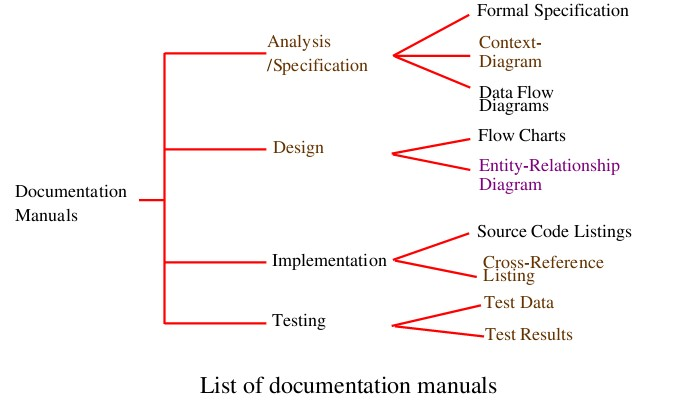 Formal Specification
Analysis
/Specification
Context-
Diagram
Data Flow
Diagrams
Flow Charts
Design
Entity-Relationship
Diagram
Documentation
Manuals
Source Code Listings
Implementation
Cross-Reference
Listing
Test Data
Testing
Test Results
List of documentation manuals